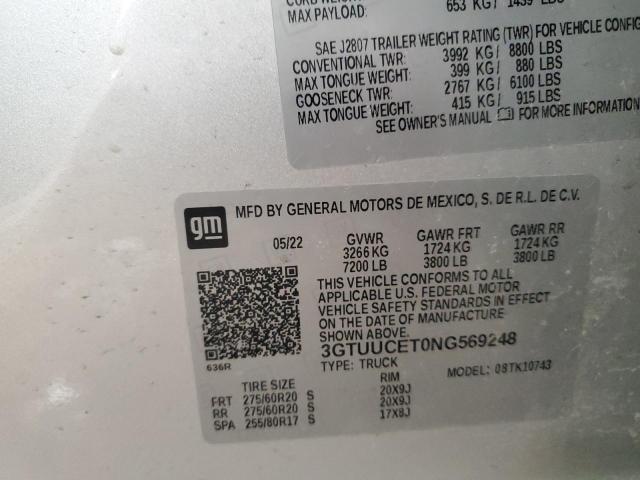 MAX PAYLOAD: 653 KG / 1439 LBS
SAE J2807 TRAILER WEIGHT RATING (TWR) FOR VEHICLE CONFIG
CONVENTIONAL TWR: 3992 KG / 8800 LBS
MAX TONGUE WEIGHT: 399 KG / 880 LBS
GOOSENECK TWR: 2767 KG / 6100 LBS
MAX TONGUE WEIGHT: 415 KG / 915 LBS
SEE OWNER'S MANUAL FOR MORE INFORMATION
gm MFD BY GENERAL MOTORS DE MEXICO, S. DE R.L. DE C.V.
05/22 GVWR GAWR FRT GAWR RR
3266 KG 1724 KG 1724 KG
7200 LB 3800 LB 3800 LB
THIS VEHICLE CONFORMS TO ALL
APPLICABLE U.S. FEDERAL MOTOR
VEHICLE SAFETY STANDARDS IN EFFECT
ON THE DATE OF MANUFACTURE
SHOWN ABOVE.
3GTUUCET0NG569248
636R
TYPE: TRUCK MODEL: 08TK10743
TIRE SIZE RIM
FRT 275/60R20 S 20X9J
RR 275/60R20 S 20X9J
SPA 255/80R17 S 17X8J